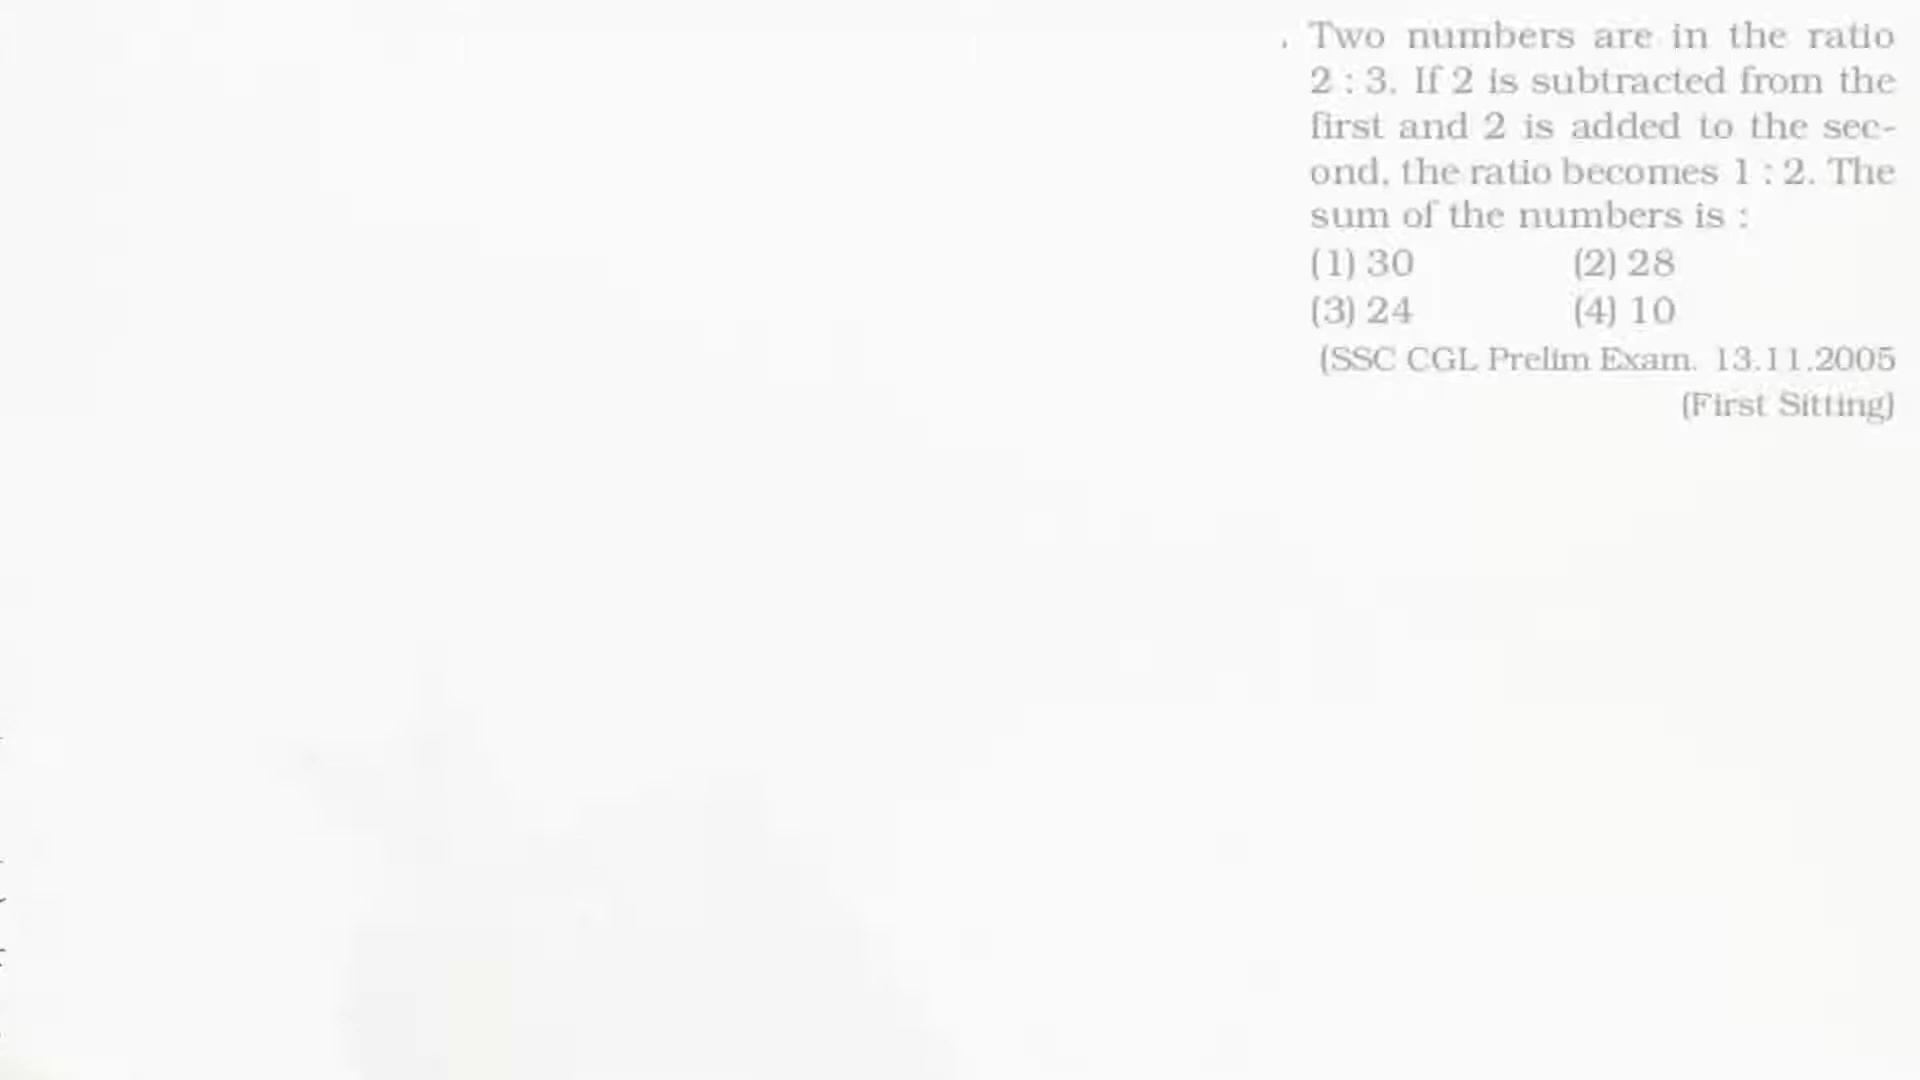 Two numbers are in the ratio
2 : 3. If 2 is subtracted from the
first and 2 is added to the sec-
ond, the ratio becomes 1 : 2. The
sum of the numbers is :
(1) 30 (2) 28
(3) 24 (4) 10
(SSC CGL Prelim Exam. 13.11.2005
(First Sitting)